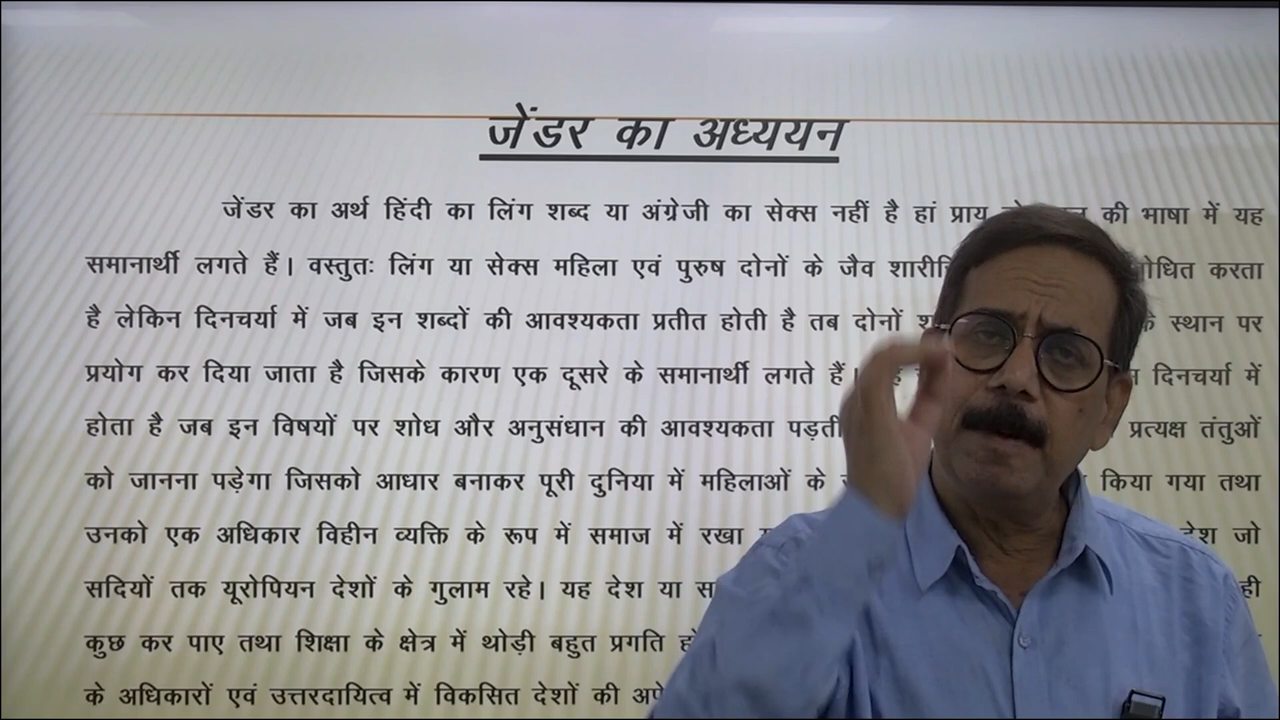 जेंडर का अध्ययन
जेंडर का अर्थ हिंदी का लिंग शब्द या अंग्रेजी का सेक्स नहीं है हां प्राय की भाषा में यह
समानार्थी लगते हैं। वस्तुतः लिंग या सेक्स महिला एवं पुरुष दोनों के जैव करता
है लेकिन दिनचर्या में जब इन शब्दों की आवश्यकता प्रतीत होती है तब दोनों स्थान पर
प्रयोग कर दिया जाता है जिसके कारण एक दूसरे के समानार्थी लगते हैं। दिनचर्या में
होता है जब इन विषयों पर शोध और अनुसंधान की आवश्यकता पड़ती प्रत्यक्ष तंतुओं
को जानना पड़ेगा जिसको आधार बनाकर पूरी दुनिया में महिलाओं के किया गया तथा
उनको एक अधिकार विहीन व्यक्ति के रूप में समाज में रखा जो
सदियों तक यूरोपियन देशों के गुलाम रहे। यह देश या ही
कुछ कर पाए तथा शिक्षा के क्षेत्र में थोड़ी बहुत प्रगति
के अधिकारों एवं उत्तरदायित्व में विकसित देशों की